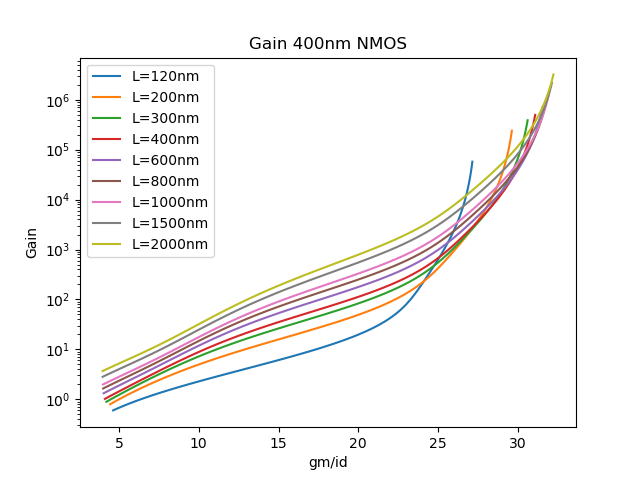 Gain 400nm NMOS
L=120nm
L=200nm
L=300nm
L=400nm
L=600nm
L=800nm
L=1000nm
L=1500nm
L=2000nm
Gain
10⁶
10⁵
10⁴
10³
10²
10¹
10⁰
5 10 15 20 25 30
gm/id